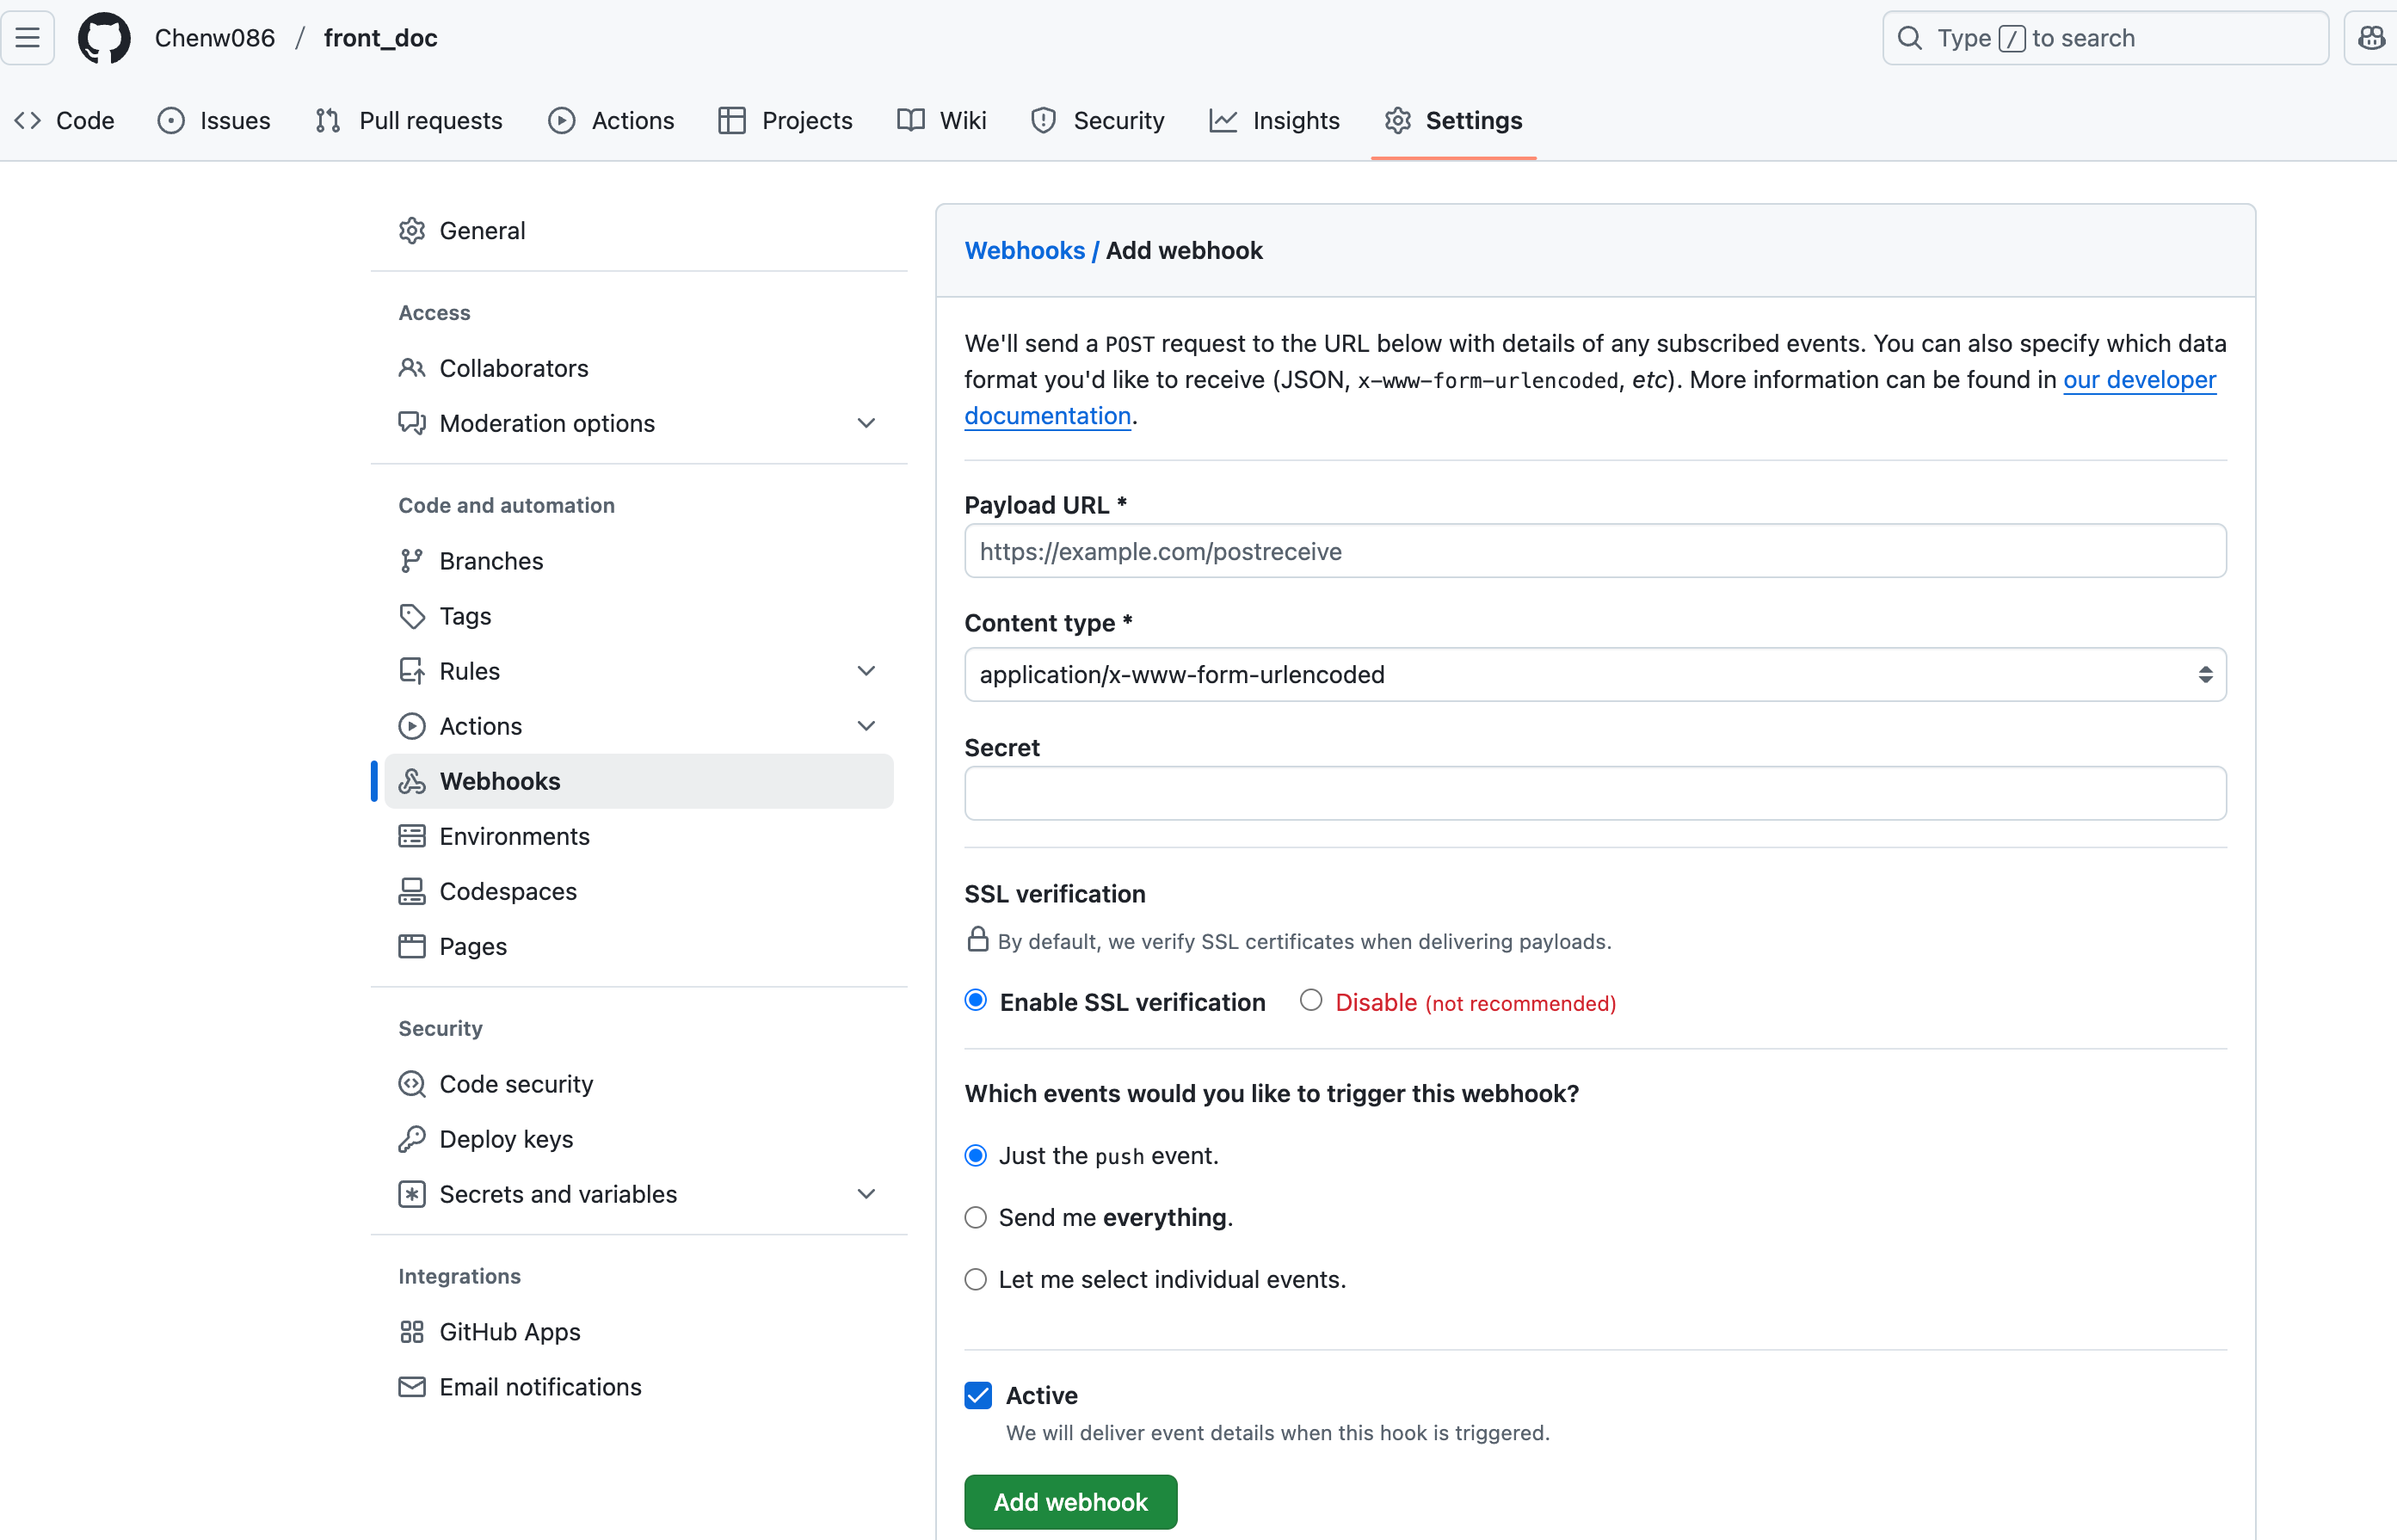 Chenw086 / front_doc
Type / to search
Code Issues Pull requests Actions Projects Wiki Security Insights Settings
General
Access
Collaborators
Moderation options
Code and automation
Branches
Tags
Rules
Actions
Webhooks
Environments
Codespaces
Pages
Security
Code security
Deploy keys
Secrets and variables
Integrations
GitHub Apps
Email notifications
Webhooks / Add webhook
We'll send a POST request to the URL below with details of any subscribed events. You can also specify which data
format you'd like to receive (JSON, x-www-form-urlencoded, etc). More information can be found in our developer
documentation.
Payload URL *
https://example.com/postreceive
Content type *
application/x-www-form-urlencoded
Secret
SSL verification
By default, we verify SSL certificates when delivering payloads.
Enable SSL verification Disable (not recommended)
Which events would you like to trigger this webhook?
Just the push event.
Send me everything.
Let me select individual events.
Active
We will deliver event details when this hook is triggered.
Add webhook